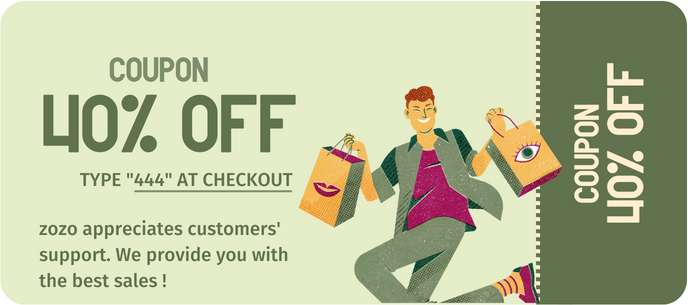 COUPON
40% OFF
TYPE "444" AT CHECKOUT
zozo appreciates customers'
support. We provide you with
the best sales !
COUPON
40% OFF